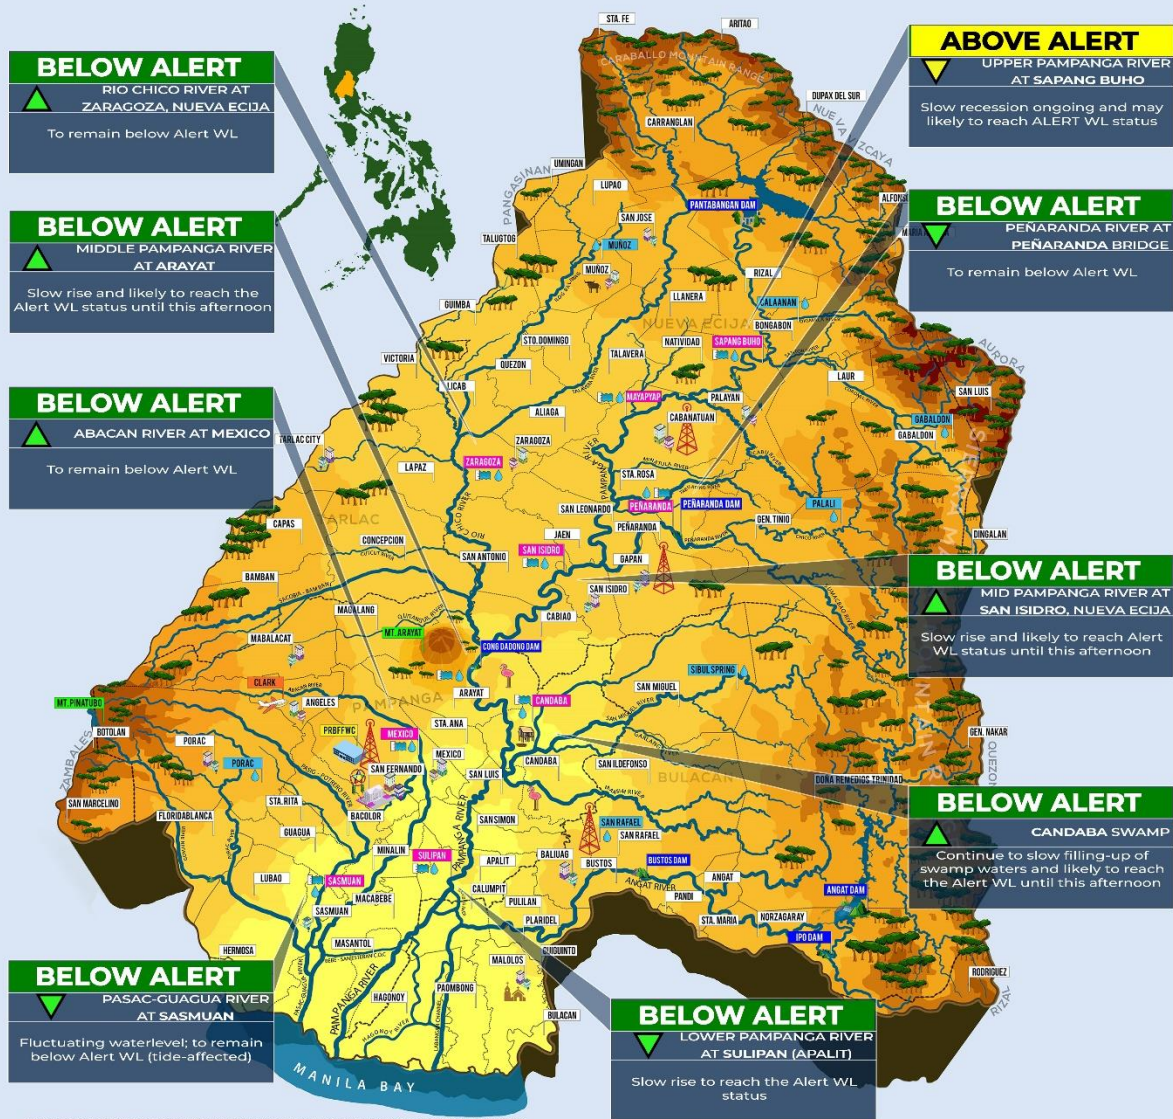 BELOW ALERT
RIO CHICO RIVER AT
ZARAGOZA, NUEVA ECIJA
To remain below Alert WL
BELOW ALERT
MIDDLE PAMPANGA RIVER
AT ARAYAT
Slow rise and likely to reach the
Alert WL status until this afternoon
BELOW ALERT
ABACAN RIVER AT MEXICO
To remain below Alert WL
BELOW ALERT
PASAC-GUAGUA RIVER
AT SASMUAN
Fluctuating waterlevel; to remain
below Alert WL (tide-affected)
ABOVE ALERT
UPPER PAMPANGA RIVER
AT SAPANG BUHO
Slow recession ongoing and may
likely to reach ALERT WL status
BELOW ALERT
PEÑARANDA RIVER AT
PEÑARANDA BRIDGE
To remain below Alert WL
BELOW ALERT
MID PAMPANGA RIVER AT
SAN ISIDRO, NUEVA ECIJA
Slow rise and likely to reach Alert
WL status until this afternoon
BELOW ALERT
CANDABA SWAMP
Continue to slow filling-up of
swamp waters and likely to reach
the Alert WL until this afternoon
BELOW ALERT
LOWER PAMPANGA RIVER
AT SULIPAN (APALIT)
Slow rise to reach the Alert WL
status
STA. FE
ARITAO
CARABALLO MOUNTAIN RANGE
DUPAX DEL SUR
NUEVA VIZCAYA
CARRANGLAN
UMINGAN
PANGASINAN
LUPAO
PANTABANGAN DAM
SAN JOSE
TALUGTOG
MUÑOZ
MUÑOZ
RIZAL
LLANERA
CALAANAN
GUIMBA
NUEVA ECIJA
BONGABON
STO.DOMINGO
NATIVIDAD
SAPANG BUHO
AURORA
VICTORIA
QUEZON
TALAVERA
LAUR
SAN LUIS
LICAB
MAYAPYAP
PALAYAN
ALIAGA
CABANATUAN
GABALDON
GABALDON
TARLAC CITY
ZARAGOZA
LA PAZ
ZARAGOZA
STA.ROSA
PAMPANGA RIVER
PEÑARANDA
PEÑARANDA DAM
PALALI
SAN LEONARDO
PEÑARANDA
GEN. TINIO
CAPAS
CONCEPCION
RIO CHICO RIVER
JAEN
DINGALAN
SAN ANTONIO
SAN ISIDRO
GAPAN
BAMBAN
SAN ISIDRO
MAGALANG
CABIAO
MABALACAT
MT. ARAYAT
CONG DADONG DAM
SIBUL SPRING
CLARK
PAMPANGA
ARAYAT
SAN MIGUEL
MT. PINATUBO
ANGELES
CANDABA
SAN MIGUEL RIVER
STA. ANA
BOTOLAN
ZAMBALES
PRBFFWC
MEXICO
GEN. NAKAR
PORAC
MEXICO
CANDABA
SAN ILDEFONSO
QUEZON
PORAC
SAN FERNANDO
SAN LUIS
BULACAN
DOÑA REMEDIOS TRINIDAD
SAN MARCELINO
STA.RITA
BACOLOR
FLORIDABLANCA
SAN SIMON
SAN RAFAEL
GUAGUA
PAMPANGA RIVER
SAN RAFAEL
MINALIN
SULIPAN
APALIT
BALIUAG
BUSTOS
BUSTOS DAM
LUBAO
SASMUAN
CALUMPIT
ANGAT RIVER
ANGAT
ANGAT DAM
MACABEBE
PULILAN
PANDI
SASMUAN
PLARIDEL
STA. MARIA
NORZAGARAY
HERMOSA
MASANTOL
IPO DAM
MALOLOS
RODRIGUEZ
PAOMBONG
PAMPANGA RIVER
HAGONOY
HAGONOY RIVER
BULACAN
RIZAL
MANILA BAY